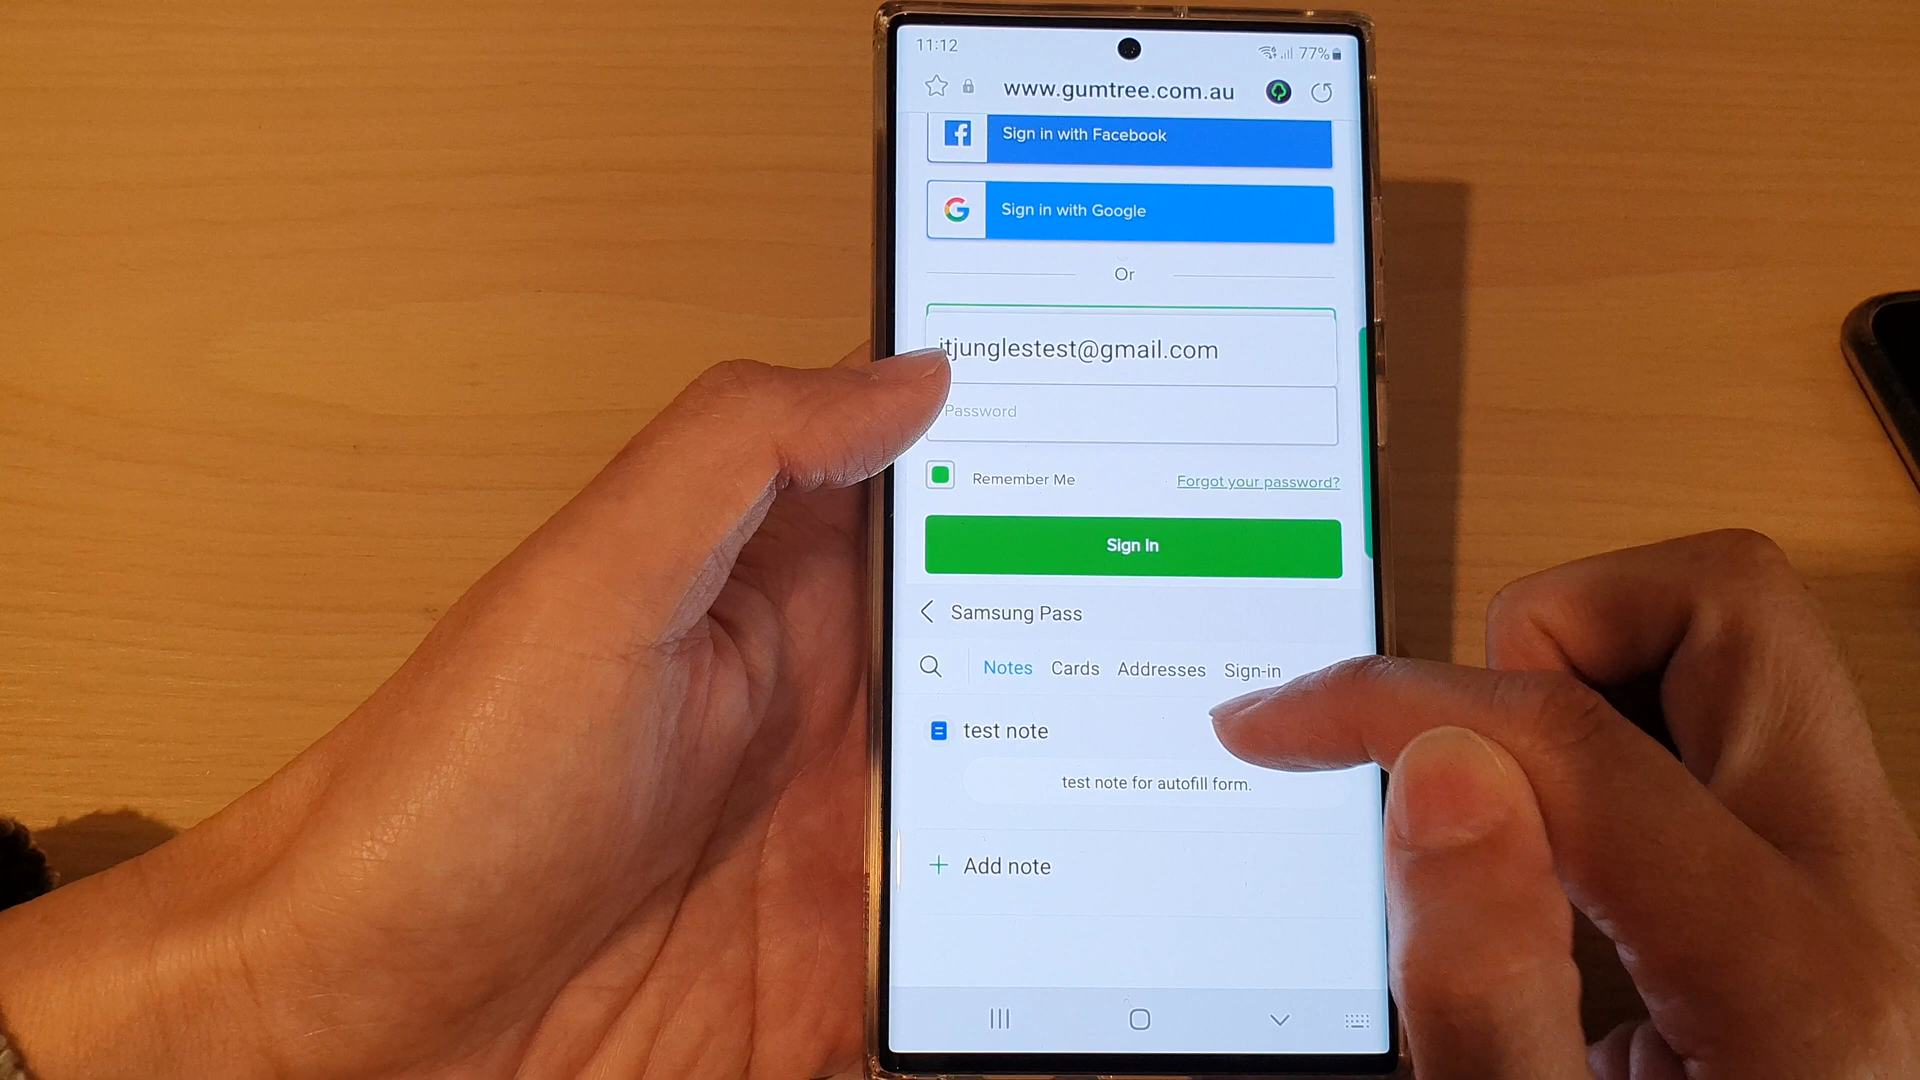 11:12
77%
www.gumtree.com.au
Sign in with Facebook
Sign in with Google
Or
itjunglestest@gmail.com
Password
Remember Me
Forgot your password?
Sign In
Samsung Pass
Notes Cards Addresses Sign-in
test note
test note for autofill form.
+ Add note